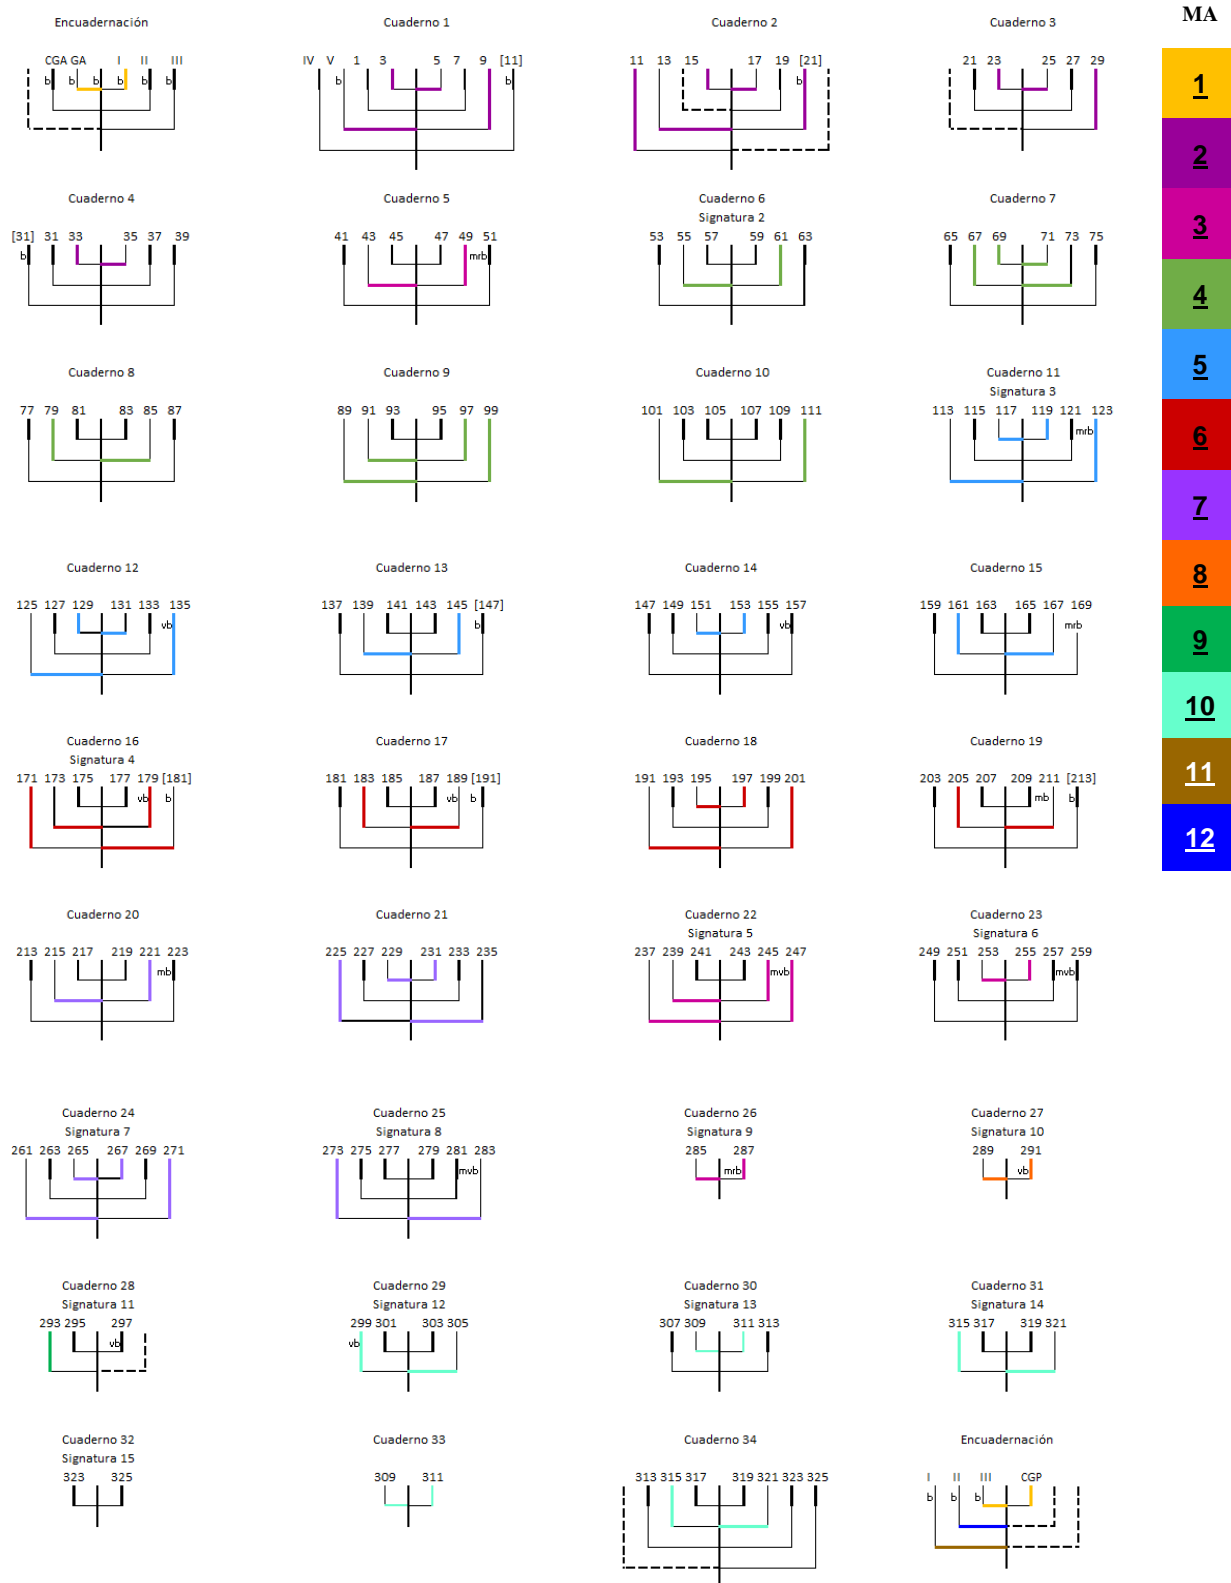 MA
Encuadernación
Cuaderno 1
Cuaderno 2
Cuaderno 3
CGA GA I II III
b b b b b b
IV V 1 3 5 7 9 [11]
b b
11 13 15 17 19 [21]
b
21 23 25 27 29
1
2
Cuaderno 4
Cuaderno 5
Cuaderno 6
Signatura 2
Cuaderno 7
[31] 31 33 35 37 39
b
41 43 45 47 49 51
mrb
53 55 57 59 61 63
65 67 69 71 73 75
3
4
Cuaderno 8
Cuaderno 9
Cuaderno 10
Cuaderno 11
Signatura 3
77 79 81 83 85 87
89 91 93 95 97 99
101 103 105 107 109 111
113 115 117 119 121 123
mrb
5
6
7
Cuaderno 12
Cuaderno 13
Cuaderno 14
Cuaderno 15
125 127 129 131 133 135
vb
137 139 141 143 145 [147]
b
147 149 151 153 155 157
vb
159 161 163 165 167 169
mrb
8
9
10
Cuaderno 16
Signatura 4
Cuaderno 17
Cuaderno 18
Cuaderno 19
171 173 175 177 179 [181]
vb b
181 183 185 187 189 [191]
vb b
191 193 195 197 199 201
203 205 207 209 211 [213]
mb b
11
12
Cuaderno 20
Cuaderno 21
Cuaderno 22
Signatura 5
Cuaderno 23
Signatura 6
213 215 217 219 221 223
mb
225 227 229 231 233 235
237 239 241 243 245 247
mvb
249 251 253 255 257 259
mvb
Cuaderno 24
Signatura 7
Cuaderno 25
Signatura 8
Cuaderno 26
Signatura 9
Cuaderno 27
Signatura 10
261 263 265 267 269 271
273 275 277 279 281 283
mvb
285 287
mrb
289 291
vb
Cuaderno 28
Signatura 11
Cuaderno 29
Signatura 12
Cuaderno 30
Signatura 13
Cuaderno 31
Signatura 14
293 295 297
vb
299 301 303 305
vb
307 309 311 313
315 317 319 321
Cuaderno 32
Signatura 15
Cuaderno 33
Cuaderno 34
Encuadernación
323 325
309 311
313 315 317 319 321 323 325
I II III CGP
b b b